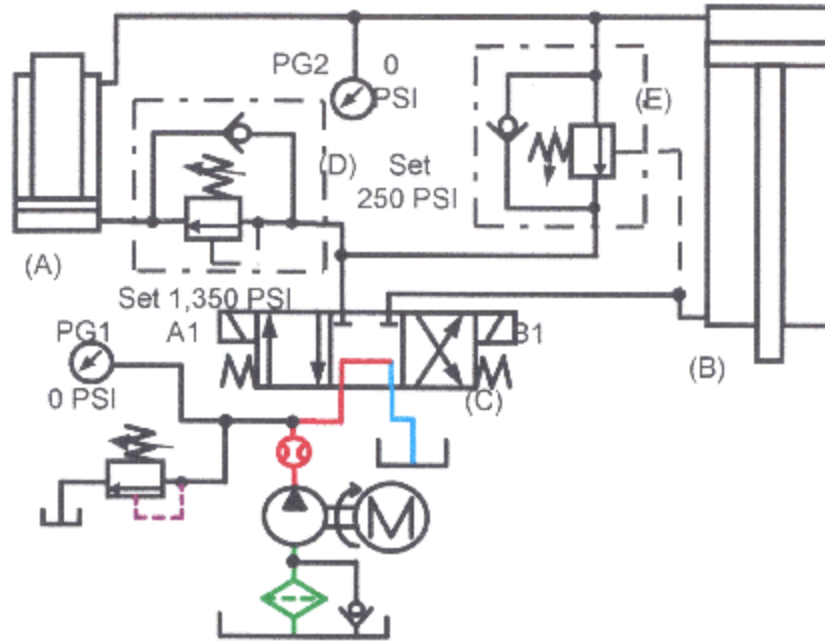 PG2 0
PSI
(E)
(D)
Set
250 PSI
(A)
Set 1,350 PSI
PG1
A1
B1
0 PSI
(B)
(C)
M